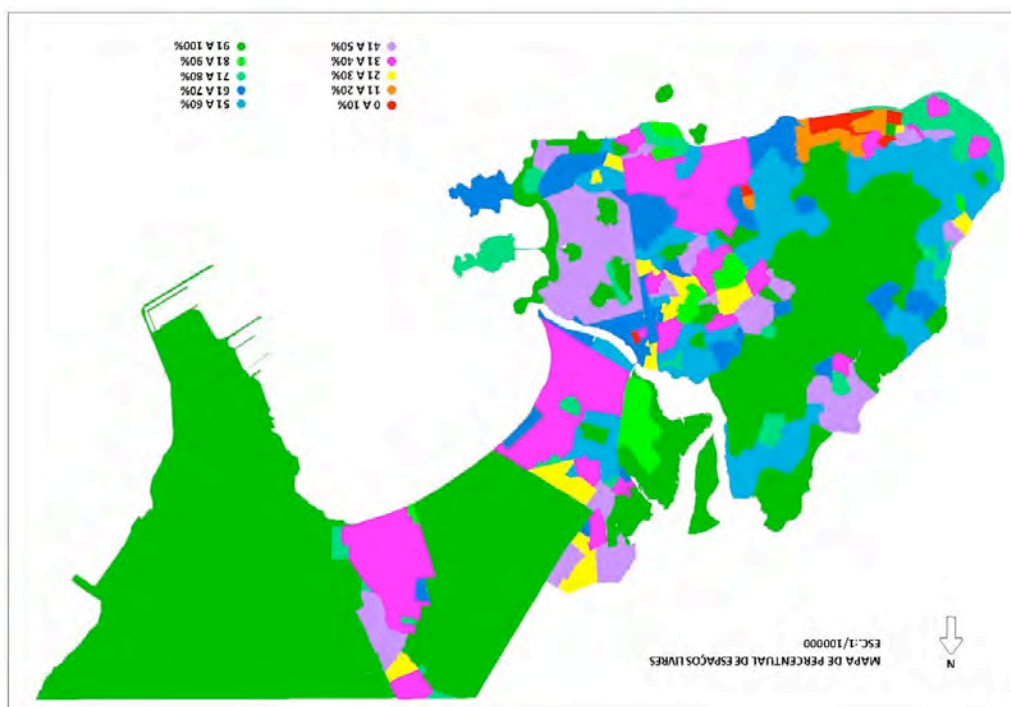 N
MAPA DE PERCENTUAL DE ESPAÇOS LIVRES
ESC.:1/100000
0 A 10%
11 A 20%
21 A 30%
31 A 40%
41 A 50%
51 A 60%
61 A 70%
71 A 80%
81 A 90%
91 A 100%